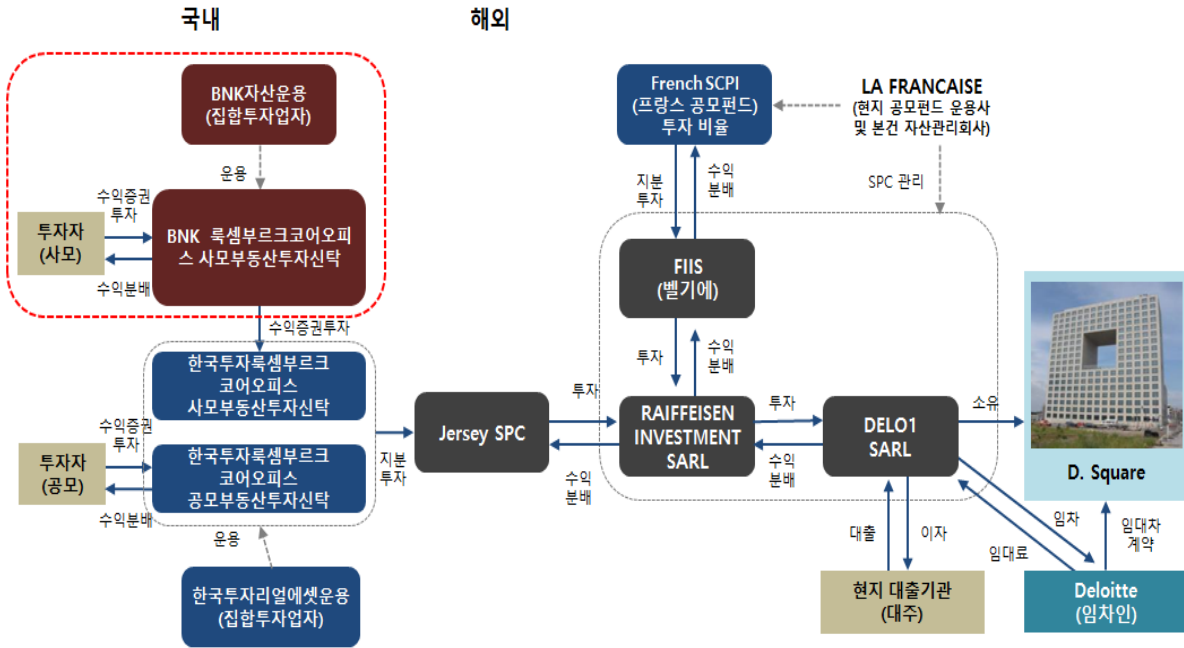 국내
해외
BNK자산운용
(집합투자업자)
운용
수익증권
투자
투자자
(사모)
수익분배
BNK 룩셈부르크코어오피
스 사모부동산투자신탁
수익증권투자
한국투자룩셈부르크
코어오피스
사모부동산투자신탁
수익증권
투자
투자자
(공모)
수익분배
한국투자룩셈부르크
코어오피스
공모부동산투자신탁
운용
한국투자리얼에셋운용
(집합투자업자)
지분
투자
Jersey SPC
투자
수익
분배
French SCPI
(프랑스 공모펀드)
투자 비율
LA FRANCAISE
(현지 공모펀드 운용사
및 본건 자산관리회사)
SPC 관리
지분
투자
수익
분배
FIIS
(벨기에)
투자
수익
분배
RAIFFEISEN
INVESTMENT
SARL
투자
수익
분배
DELO1
SARL
소유
D. Square
대출
이자
현지 대출기관
(대주)
임대료
임차
임대차
계약
Deloitte
(임차인)